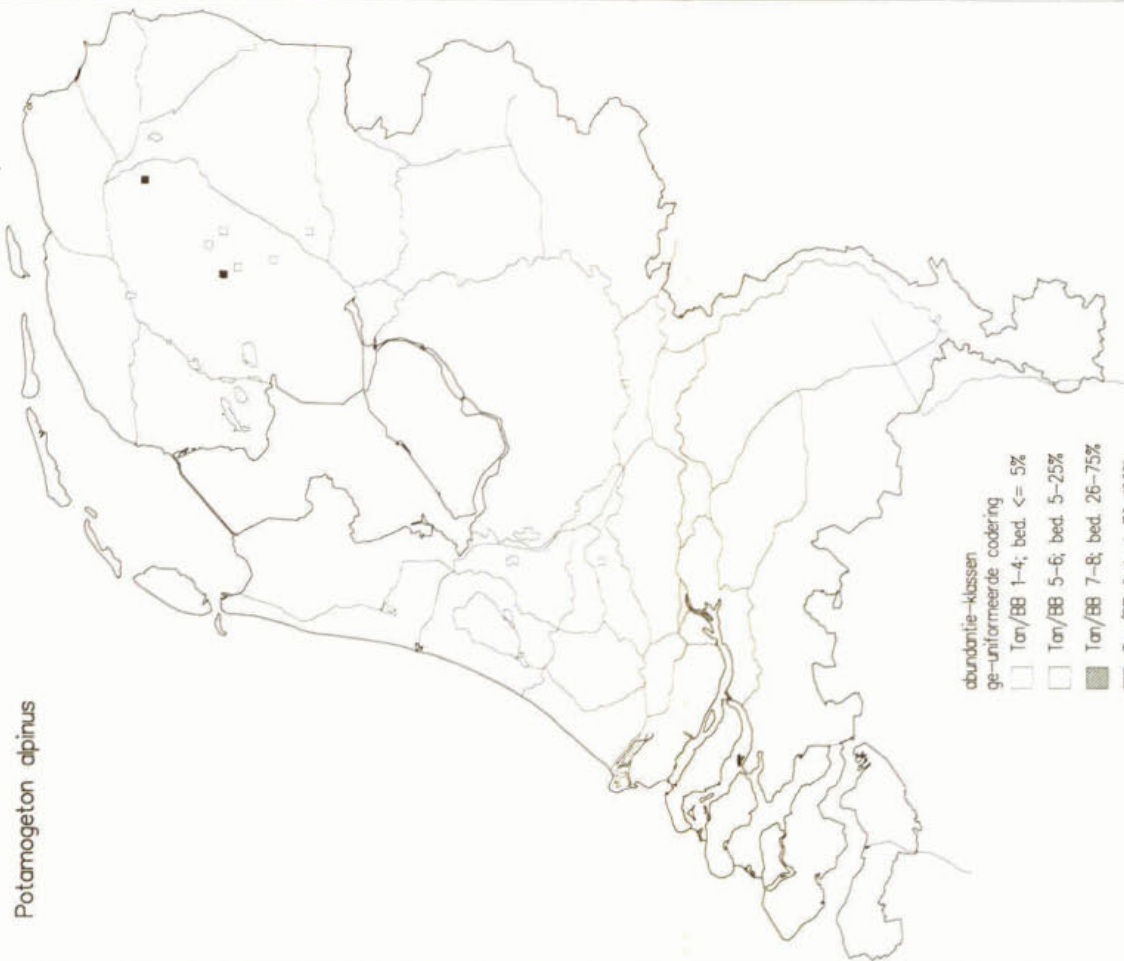 Potamogeton alpinus
abundantie-klassen
ge-uniformeerde codering
Tan/BB 1-4; bed. <= 5%
Tan/BB 5-6; bed. 5-25%
Tan/BB 7-8; bed. 26-75%